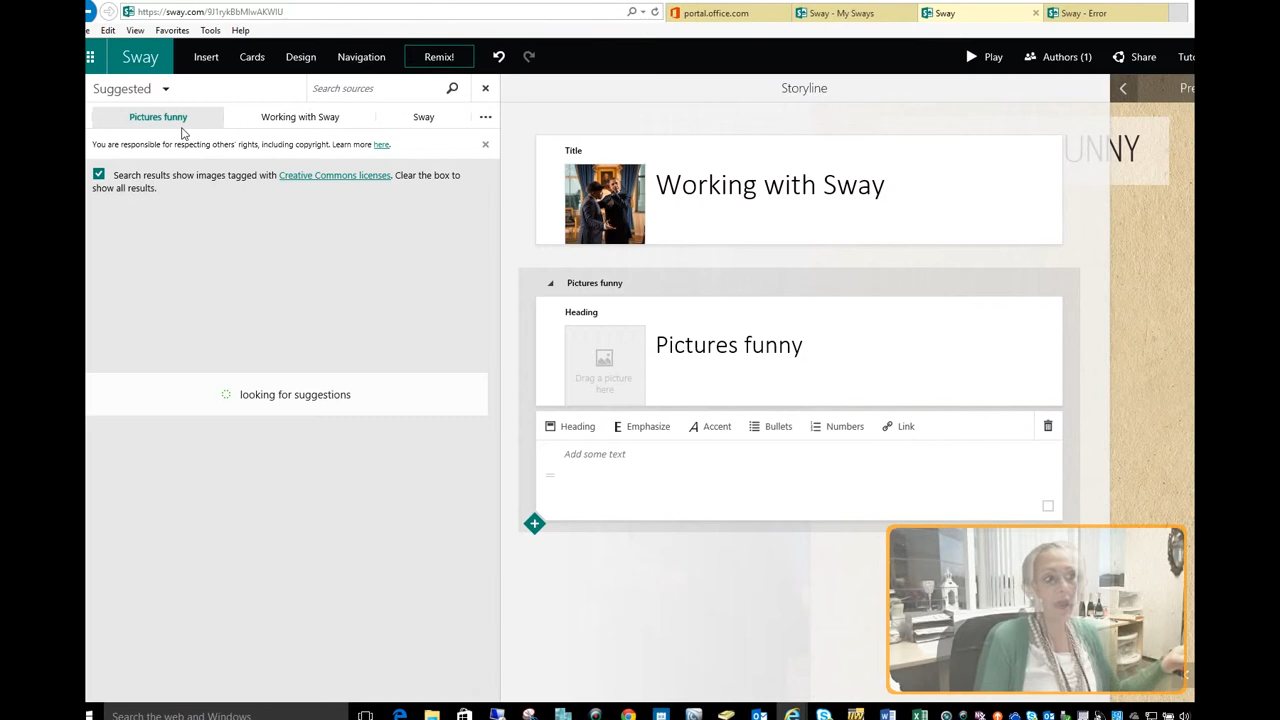 https://sway.com/9J1rykBbMlwAKWIU
portal.office.com
Sway - My Sways
Sway
Sway - Error
Edit View Favorites Tools Help
Sway Insert Cards Design Navigation Remix! Play Authors (1) Share Tuto
Suggested Search sources
Storyline
Pre
Pictures funny Working with Sway Sway
You are responsible for respecting others' rights, including copyright. Learn more here.
Search results show images tagged with Creative Commons licenses. Clear the box to
show all results.
looking for suggestions
Title
Working with Sway
UNNY
Pictures funny
Heading
Pictures funny
Drag a picture
here
Heading Emphasize Accent Bullets Numbers Link
Add some text
Search the web and Windows